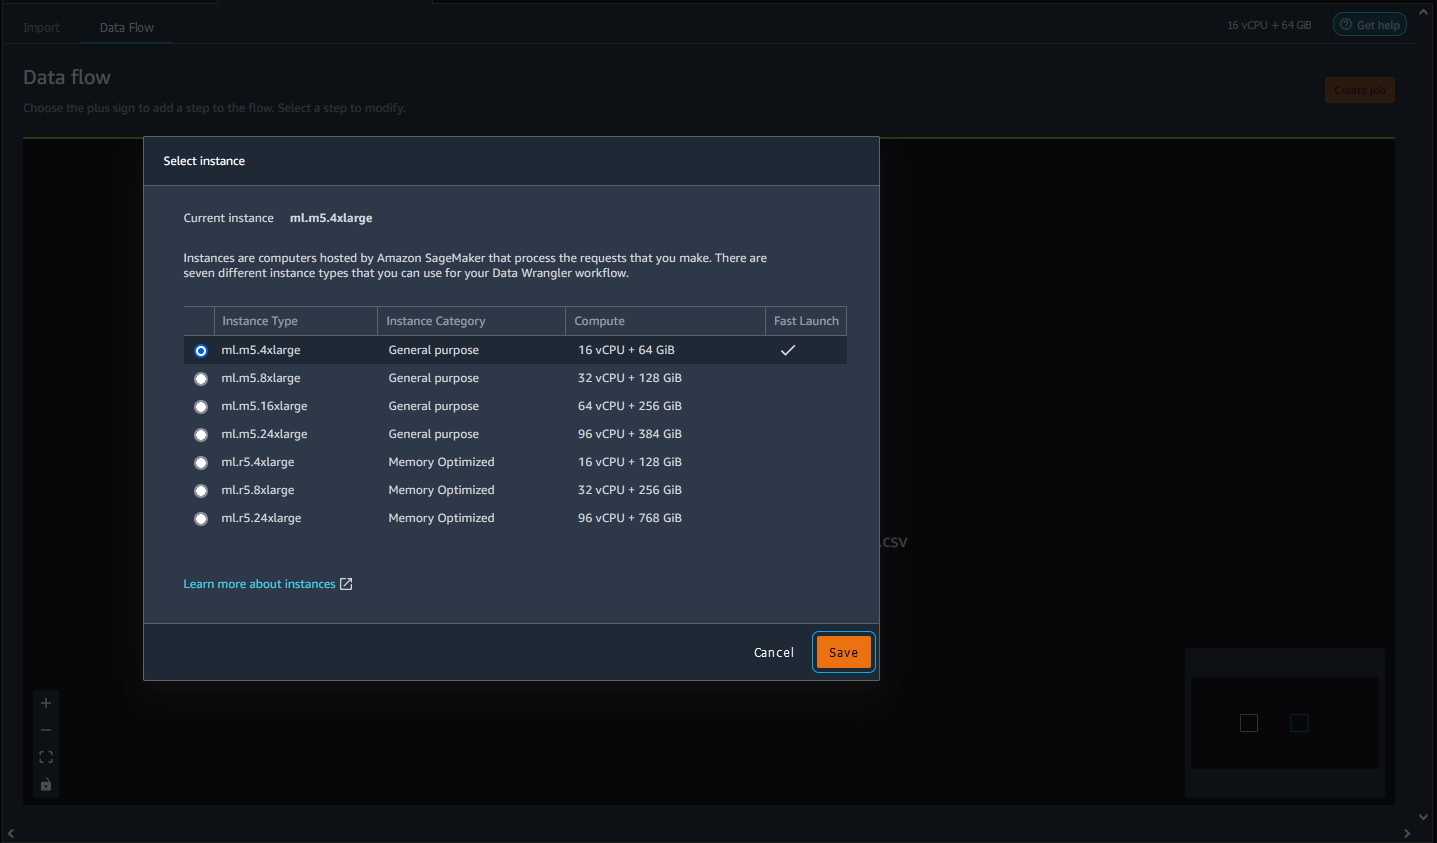 Import Data Flow 16 vCPU + 64 GiB Get help
Data flow
Create job
Choose the plus sign to add a step to the flow. Select a step to modify.
Select instance
Current instance ml.m5.4xlarge
Instances are computers hosted by Amazon SageMaker that process the requests that you make. There are
seven different instance types that you can use for your Data Wrangler workflow.
Instance Type Instance Category Compute Fast Launch
ml.m5.4xlarge General purpose 16 vCPU + 64 GiB
ml.m5.8xlarge General purpose 32 vCPU + 128 GiB
ml.m5.16xlarge General purpose 64 vCPU + 256 GiB
ml.m5.24xlarge General purpose 96 vCPU + 384 GiB
ml.r5.4xlarge Memory Optimized 16 vCPU + 128 GiB
ml.r5.8xlarge Memory Optimized 32 vCPU + 256 GiB
ml.r5.24xlarge Memory Optimized 96 vCPU + 768 GiB
.csv
Learn more about instances
Cancel Save